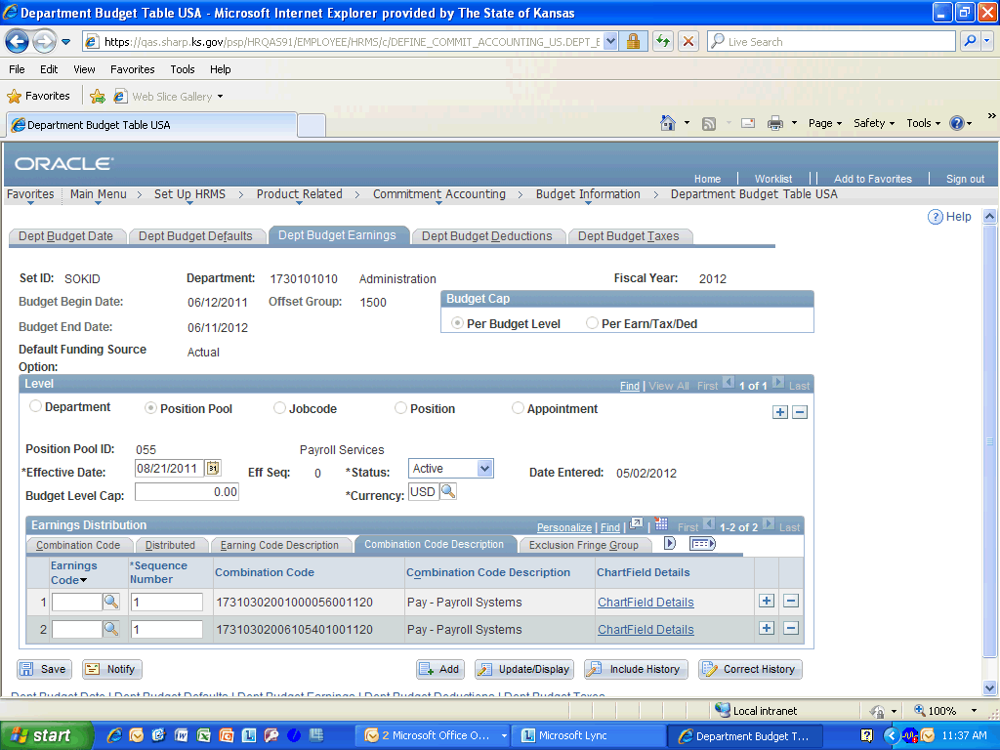 Department Budget Table USA - Microsoft Internet Explorer provided by The State of Kansas
https://qas.sharp.ks.gov/psp/HRQAS91/EMPLOYEE/HRMS/c/DEFINE_COMMIT_ACCOUNTING_US.DEPT_B Live Search
File Edit View Favorites Tools Help
Favorites Web Slice Gallery
Department Budget Table USA Page Safety Tools »
ORACLE
Home Worklist Add to Favorites Sign out
Favorites Main Menu > Set Up HRMS > Product Related > Commitment Accounting > Budget Information > Department Budget Table USA
Help
Dept Budget Date Dept Budget Defaults Dept Budget Earnings Dept Budget Deductions Dept Budget Taxes
Set ID: SOKID Department: 1730101010 Administration Fiscal Year: 2012
Budget Begin Date: 06/12/2011 Offset Group: 1500 Budget Cap
Per Budget Level Per Earn/Tax/Ded
Budget End Date: 06/11/2012
Default Funding Source Option: Actual
Level Find | View All First 1 of 1 Last
Department Position Pool Jobcode Position Appointment
Position Pool ID: 055 Payroll Services
*Effective Date: 08/21/2011 31 Eff Seq: 0 *Status: Active Date Entered: 05/02/2012
Budget Level Cap: 0.00 *Currency: USD
Earnings Distribution Personalize | Find | | First 1-2 of 2 Last
Combination Code Distributed Earning Code Description Combination Code Description Exclusion Fringe Group
Earnings Code *Sequence Number Combination Code Combination Code Description ChartField Details
1 1 17310302001000056001120 Pay - Payroll Systems ChartField Details
2 1 17310302006105401001120 Pay - Payroll Systems ChartField Details
Save Notify Add Update/Display Include History Correct History
Dept Budget Date | Dept Budget Defaults | Dept Budget Earnings | Dept Budget Deductions | Dept Budget Taxes
Local intranet 100%
start 2 Microsoft Office O... Microsoft Lync Department Budget T... 11:37 AM